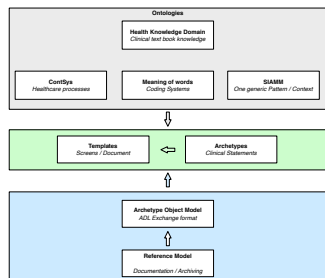 Ontologies
Health Knowledge Domain
Clinical text book knowledge
ContSys
Healthcare processes
Meaning of words
Coding Systems
SIAMM
One generic Pattern / Context
Templates
Screens / Document
Archetypes
Clinical Statements
Archetype Object Model
ADL Exchange format
Reference Model
Documentation / Archiving